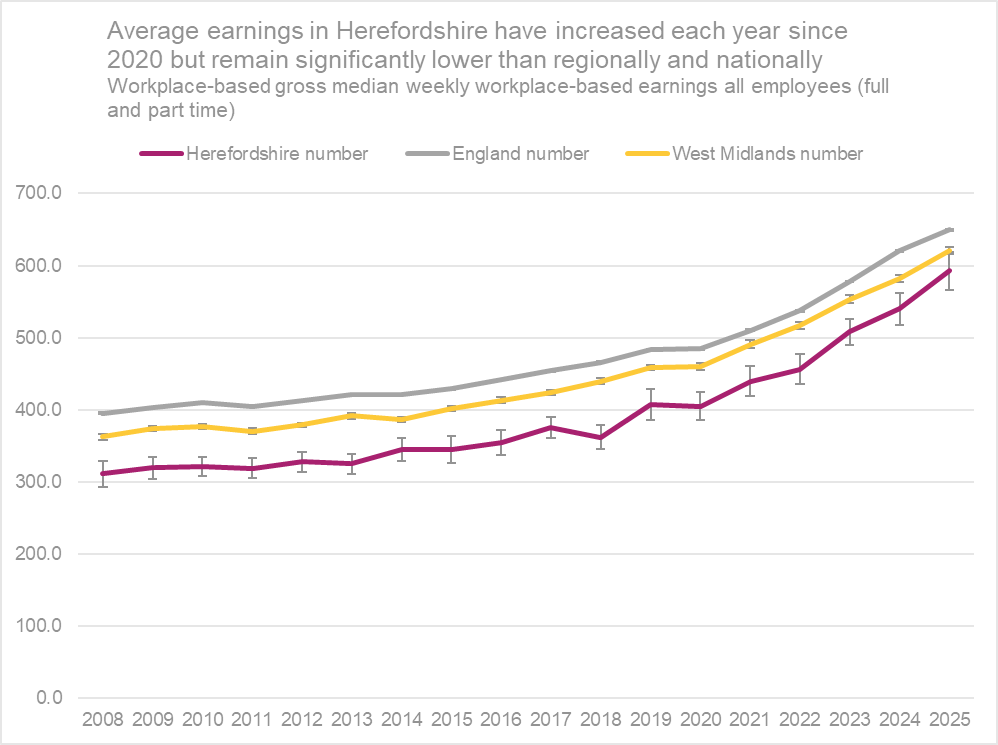 Average earnings in Herefordshire have increased each year since
2020 but remain significantly lower than regionally and nationally
Workplace-based gross median weekly workplace-based earnings all employees (full
and part time)
Herefordshire number England number West Midlands number
700.0
600.0
500.0
400.0
300.0
200.0
100.0
0.0
2008 2009 2010 2011 2012 2013 2014 2015 2016 2017 2018 2019 2020 2021 2022 2023 2024 2025